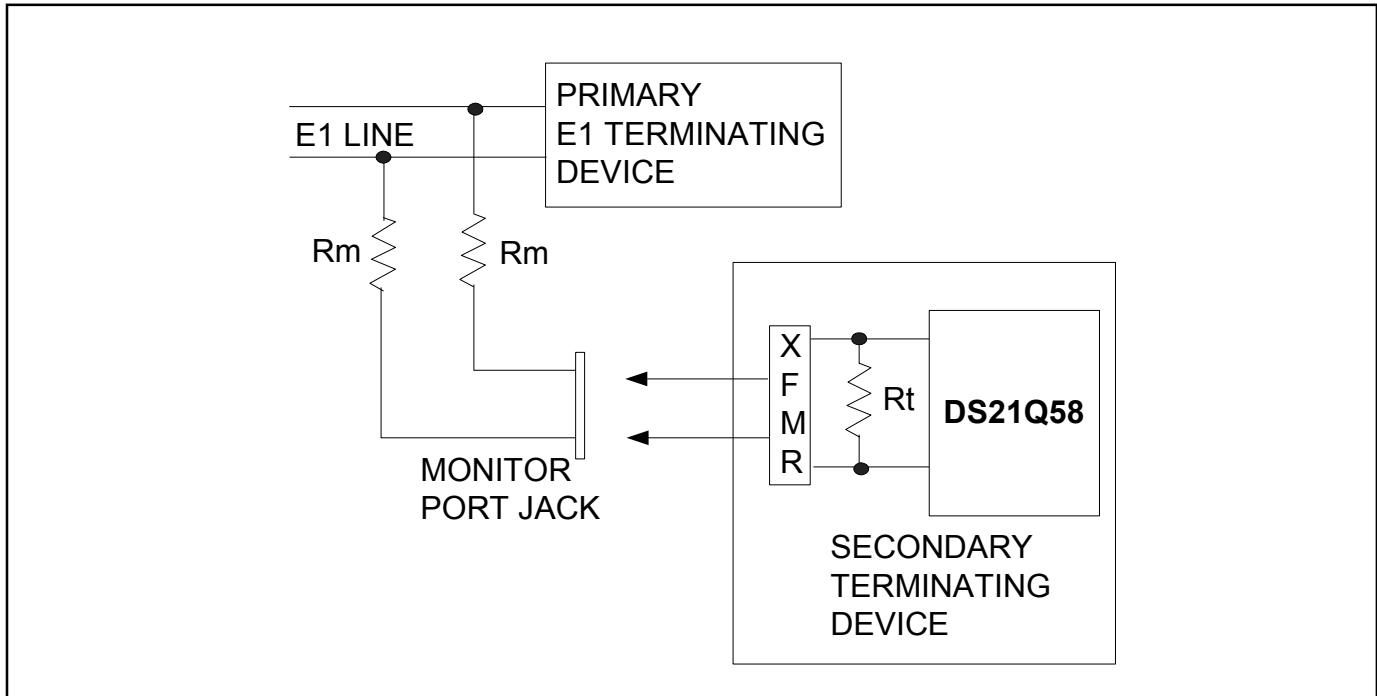 PRIMARY
E1 TERMINATING
DEVICE
E1 LINE
Rm
Rm
MONITOR
PORT JACK
X
F
M
R
Rt
DS21Q58
SECONDARY
TERMINATING
DEVICE